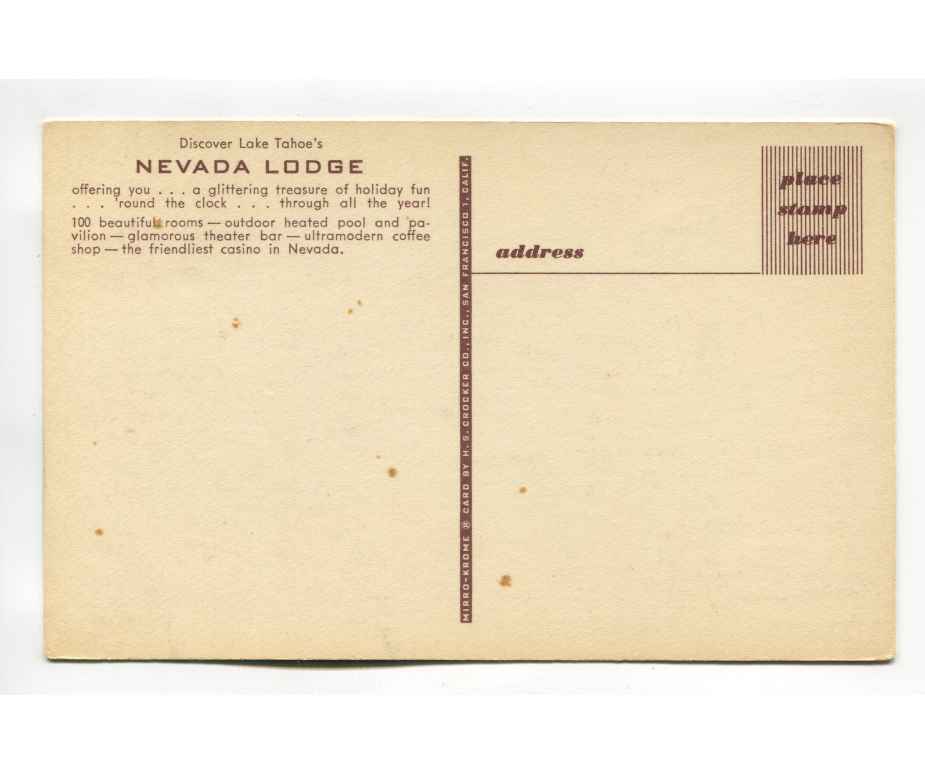 Discover Lake Tahoe's
NEVADA LODGE
offering you . . . a glittering treasure of holiday fun
. . . 'round the clock . . . through all the year!
100 beautiful rooms — outdoor heated pool and pa-
vilion — glamorous theater bar — ultramodern coffee
shop — the friendliest casino in Nevada.
MIRRO-KROME ® CARD BY H. S. CROCKER CO., INC., SAN FRANCISCO 1, CALIF.
address
place
stamp
here